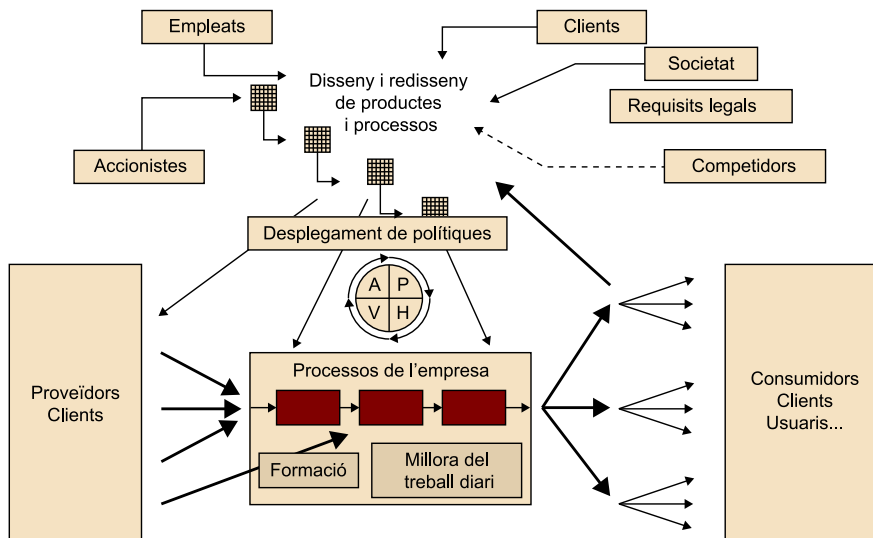 Empleats
Clients
Societat
Disseny i redisseny
de productes
i processos
Requisits legals
Accionistes
Competidors
Desplegament de polítiques
A P
V H
Proveïdors
Clients
Processos de l'empresa
Formació
Millora del
treball diari
Consumidors
Clients
Usuaris...